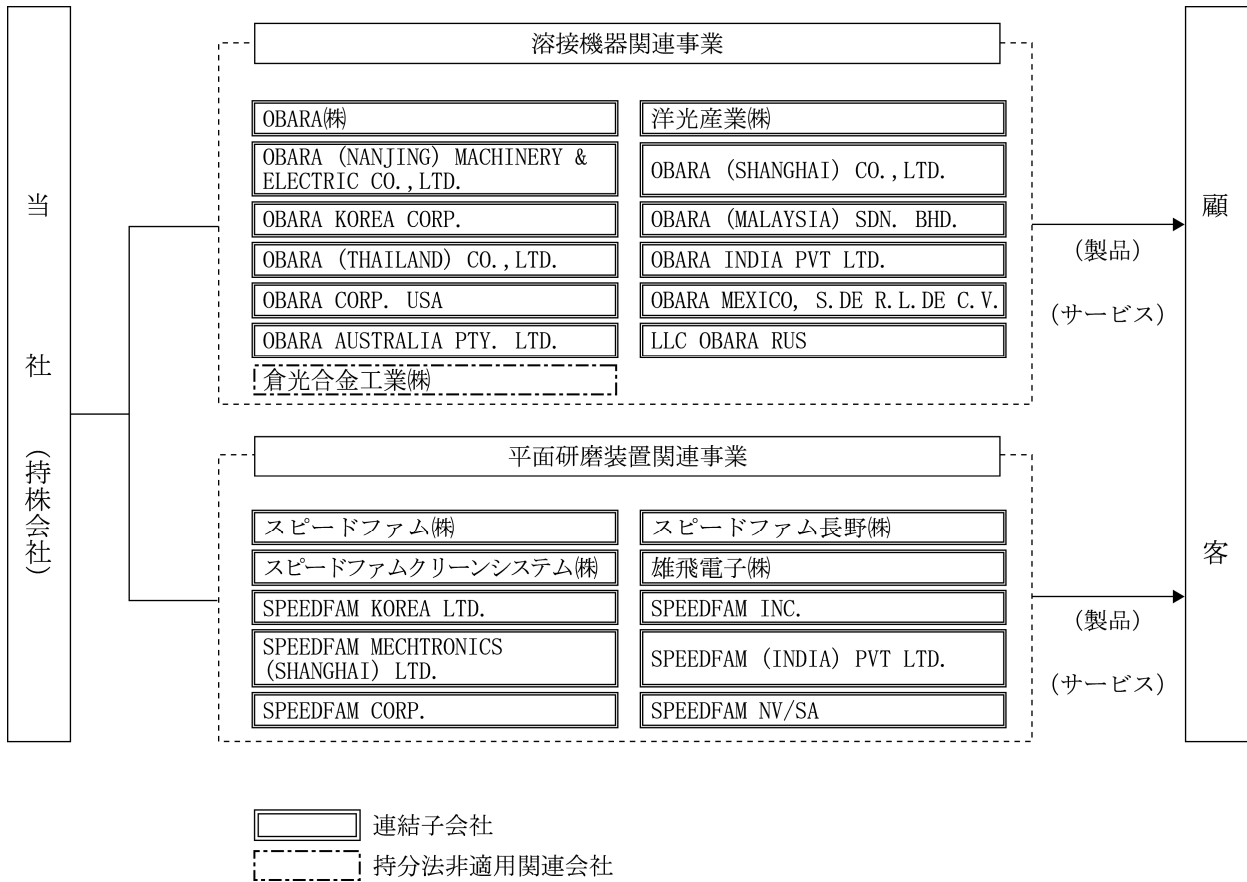 当社(持株会社)
溶接機器関連事業
OBARA㈱
洋光産業㈱
OBARA (NANJING) MACHINERY &
ELECTRIC CO.,LTD.
OBARA (SHANGHAI) CO.,LTD.
OBARA KOREA CORP.
OBARA (MALAYSIA) SDN. BHD.
OBARA (THAILAND) CO.,LTD.
OBARA INDIA PVT LTD.
OBARA CORP. USA
OBARA MEXICO, S.DE R.L.DE C.V.
OBARA AUSTRALIA PTY. LTD.
LLC OBARA RUS
倉光合金工業㈱
(製品)
(サービス)
平面研磨装置関連事業
スピードファム㈱
スピードファム長野㈱
スピードファムクリーンシステム㈱
雄飛電子㈱
SPEEDFAM KOREA LTD.
SPEEDFAM INC.
SPEEDFAM MECHTRONICS
(SHANGHAI) LTD.
SPEEDFAM (INDIA) PVT LTD.
SPEEDFAM CORP.
SPEEDFAM NV/SA
(製品)
(サービス)
顧客
連結子会社
持分法非適用関連会社